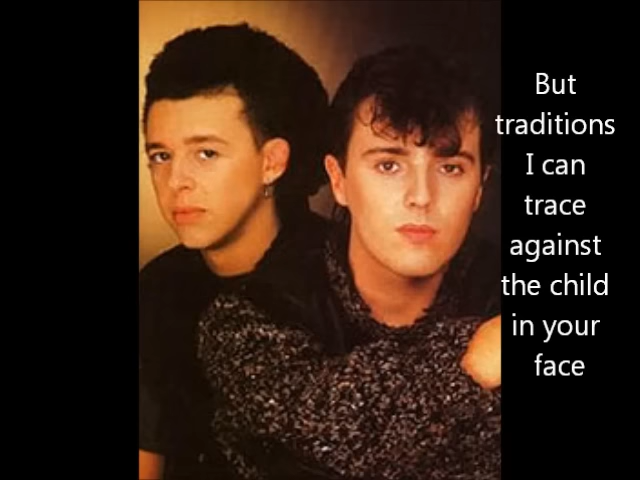 But
traditions
I can
trace
against
the child
in your
face